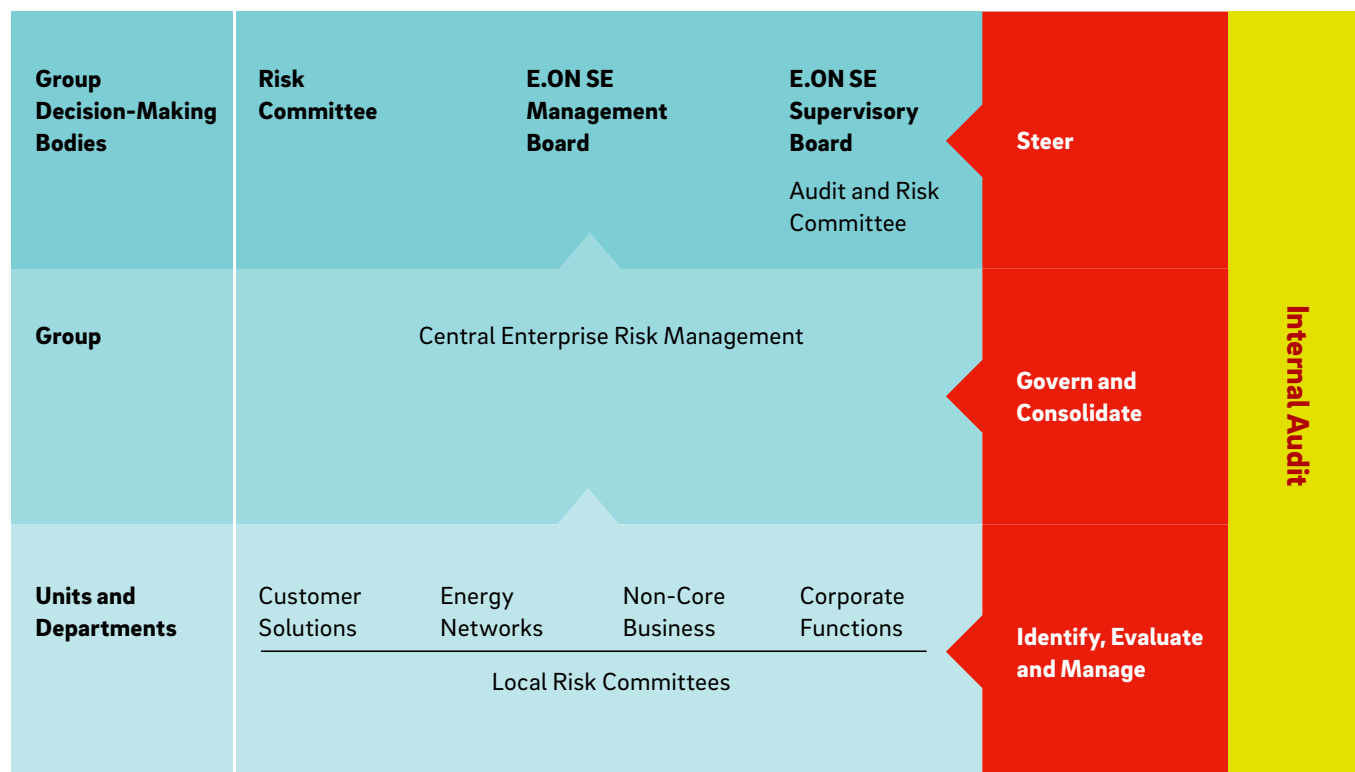 Group
Decision-Making
Bodies
Risk
Committee
E.ON SE
Management
Board
E.ON SE
Supervisory
Board
Audit and Risk
Committee
Steer
Group
Central Enterprise Risk Management
Govern and
Consolidate
Units and
Departments
Customer
Solutions
Energy
Networks
Non-Core
Business
Corporate
Functions
Local Risk Committees
Identify, Evaluate
and Manage
Internal Audit